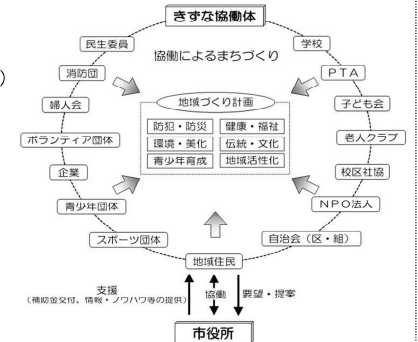 きずな協働体
民生委員
学校
協働によるまちづくり
消防団
PTA
)
婦人会
地域づくり計画
子ども会
防犯・防災
健康・福祉
ボランティア団体
環境・美化
伝統・文化
老人クラブ
青少年育成
地域活性化
企業
校区社協
青少年団体
NPO法人
スポーツ団体
自治会（区・組）
地域住民
支援
（補助金交付、情報・ノウハウ等の提供）
協働
要望・提案
市役所